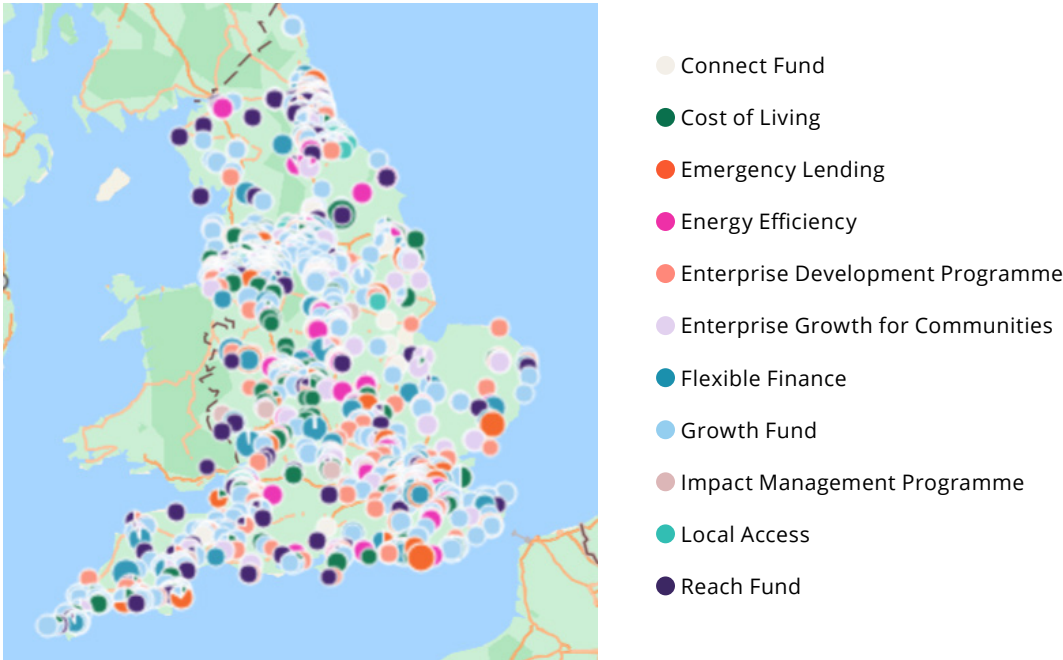 Connect Fund
Cost of Living
Emergency Lending
Energy Efficiency
Enterprise Development Programme
Enterprise Growth for Communities
Flexible Finance
Growth Fund
Impact Management Programme
Local Access
Reach Fund